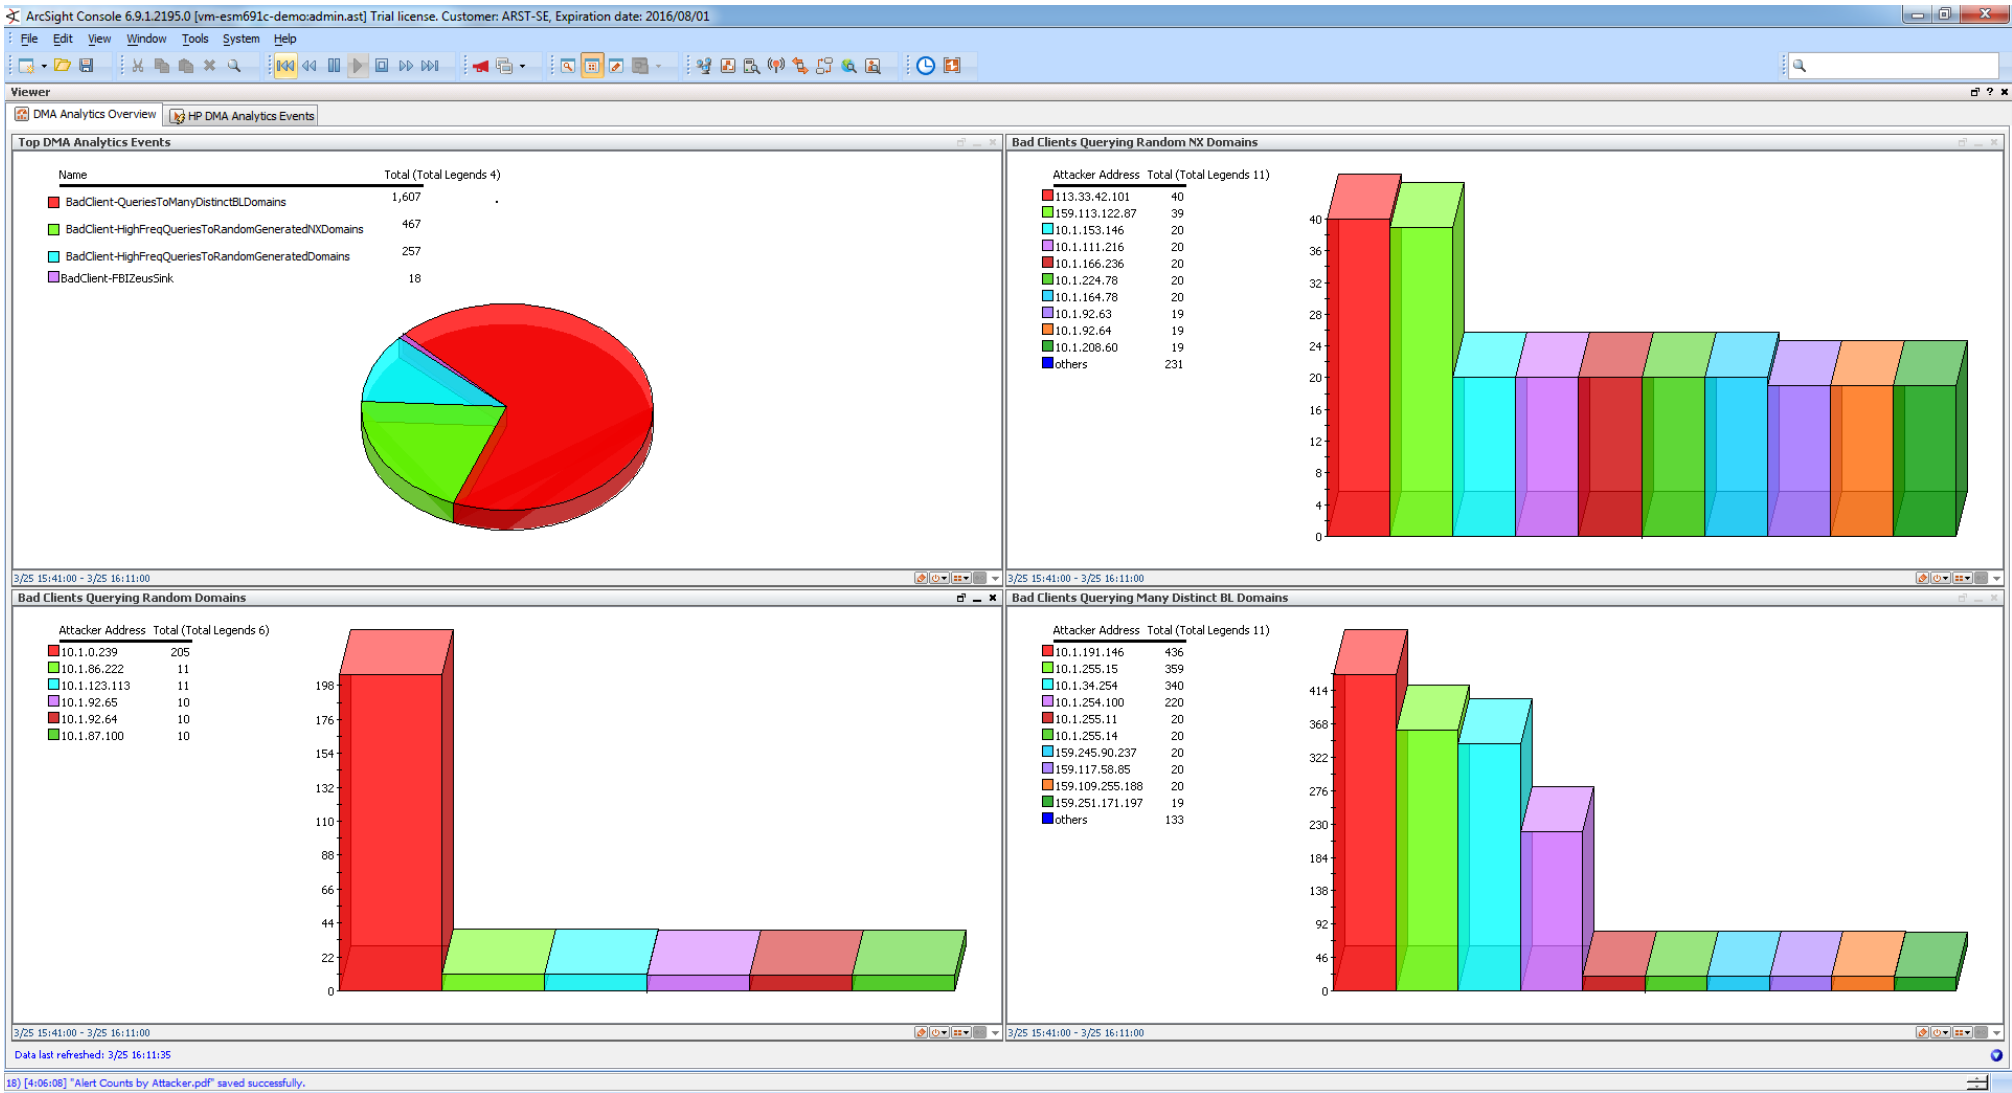 ArcSight Console 6.9.1.2195.0 [vm-esm691c-demo:admin.ast] Trial license. Customer: ARST-SE, Expiration date: 2016/08/01
File Edit View Window Tools System Help
Viewer
DMA Analytics Overview HP DMA Analytics Events
Top DMA Analytics Events
Name Total (Total Legends 4)
BadClient-QueriesToManyDistinctBLDomains 1,607
BadClient-HighFreqQueriesToRandomGeneratedNXDomains 467
BadClient-HighFreqQueriesToRandomGeneratedDomains 257
BadClient-FBIZeusSink 18
3/25 15:41:00 - 3/25 16:11:00
Bad Clients Querying Random NX Domains
Attacker Address Total (Total Legends 11)
113.33.42.101 40
159.113.122.87 39
10.1.153.146 20
10.1.111.216 20
10.1.166.236 20
10.1.224.78 20
10.1.164.78 20
10.1.92.63 19
10.1.92.64 19
10.1.208.60 19
others 231
40
36
32
28
24
20
16
12
8
4
0
3/25 15:41:00 - 3/25 16:11:00
Bad Clients Querying Random Domains
Attacker Address Total (Total Legends 6)
10.1.0.239 205
10.1.86.222 11
10.1.123.113 11
10.1.92.65 10
10.1.92.64 10
10.1.87.100 10
198
176
154
132
110
88
66
44
22
0
3/25 15:41:00 - 3/25 16:11:00
Bad Clients Querying Many Distinct BL Domains
Attacker Address Total (Total Legends 11)
10.1.191.146 436
10.1.255.15 359
10.1.34.254 340
10.1.254.100 220
10.1.255.11 20
10.1.255.14 20
159.245.90.237 20
159.117.58.85 20
159.109.255.188 20
159.251.171.197 19
others 133
414
368
322
276
230
184
138
92
46
0
3/25 15:41:00 - 3/25 16:11:00
Data last refreshed: 3/25 16:11:35
18) [4:06:08] "Alert Counts by Attacker.pdf" saved successfully.